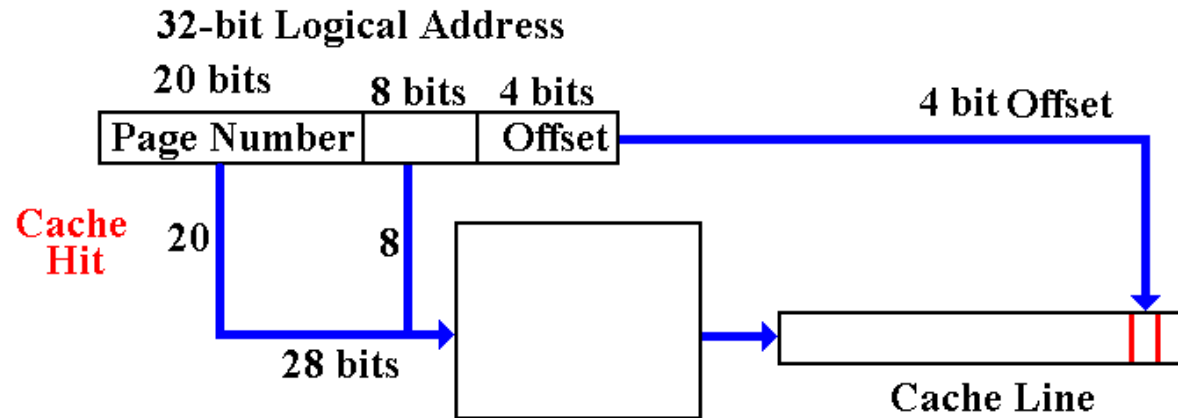 32-bit Logical Address
20 bits
8 bits
4 bits
4 bit Offset
Page Number
Offset
Cache
Hit
20
8
28 bits
Cache Line